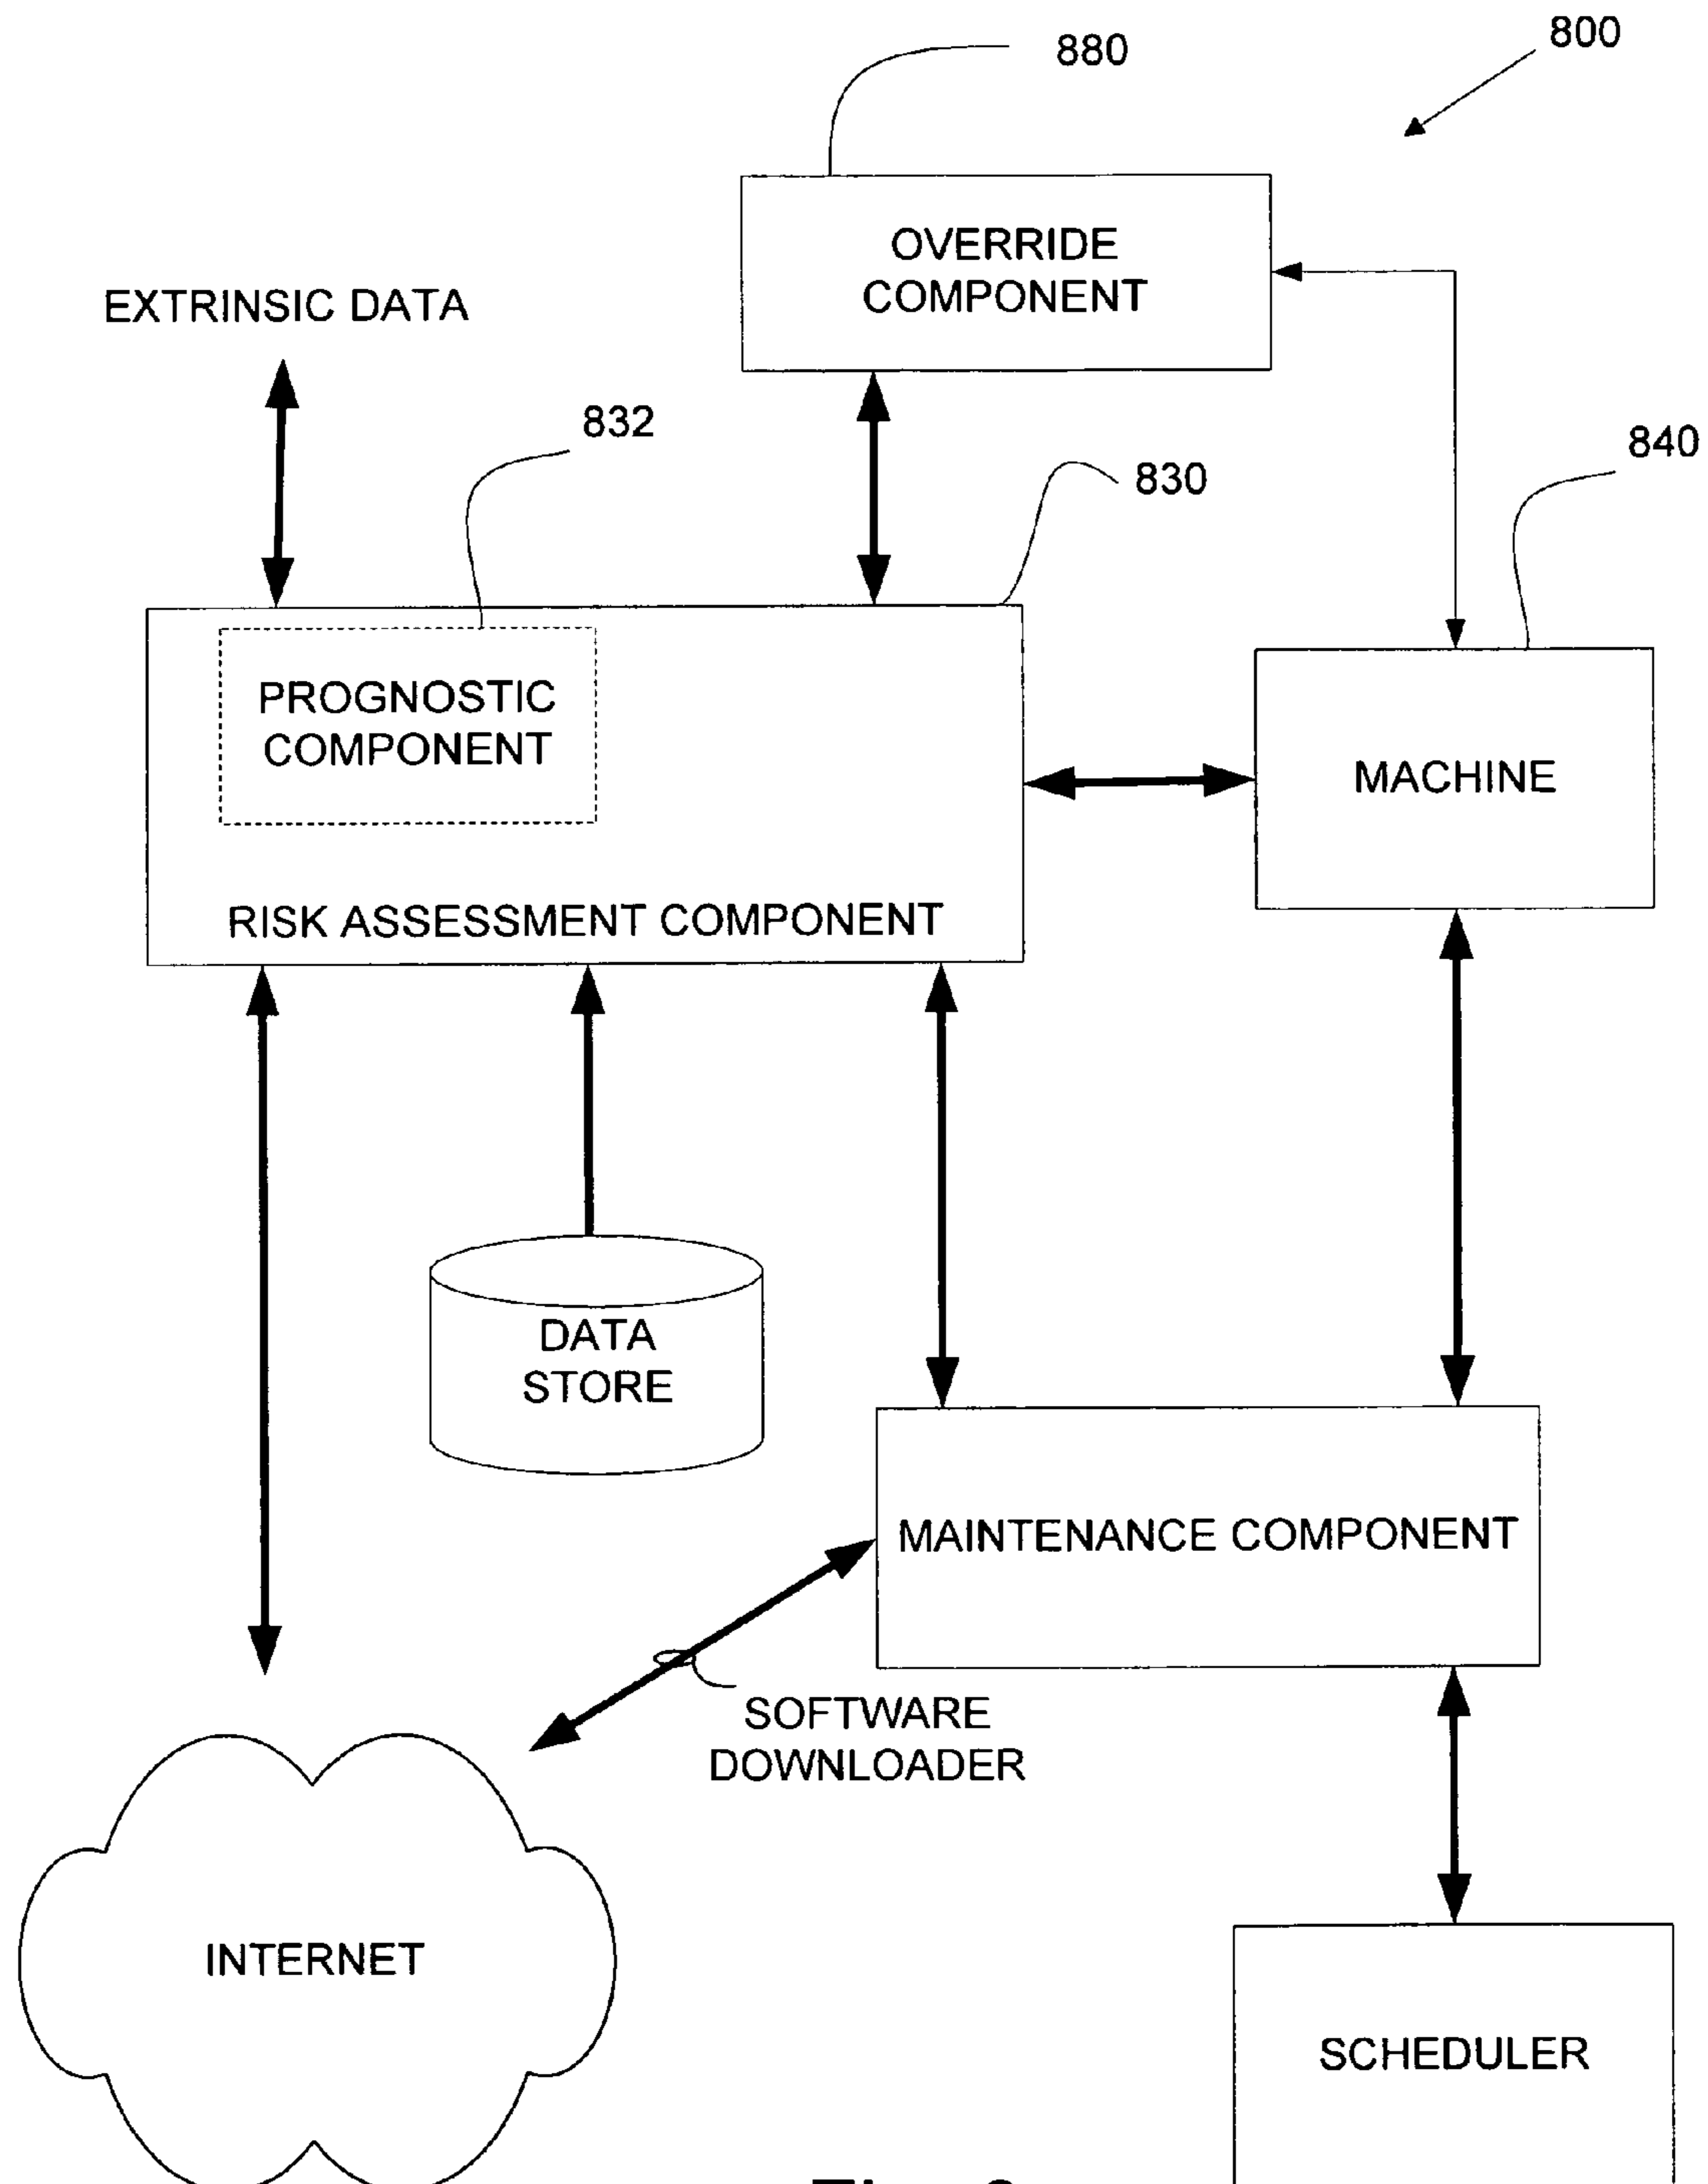 800
880
OVERRIDE
COMPONENT
EXTRINSIC DATA
832
830
840
PROGNOSTIC
COMPONENT
MACHINE
RISK ASSESSMENT COMPONENT
DATA
STORE
MAINTENANCE COMPONENT
SOFTWARE
DOWNLOADER
INTERNET
SCHEDULER